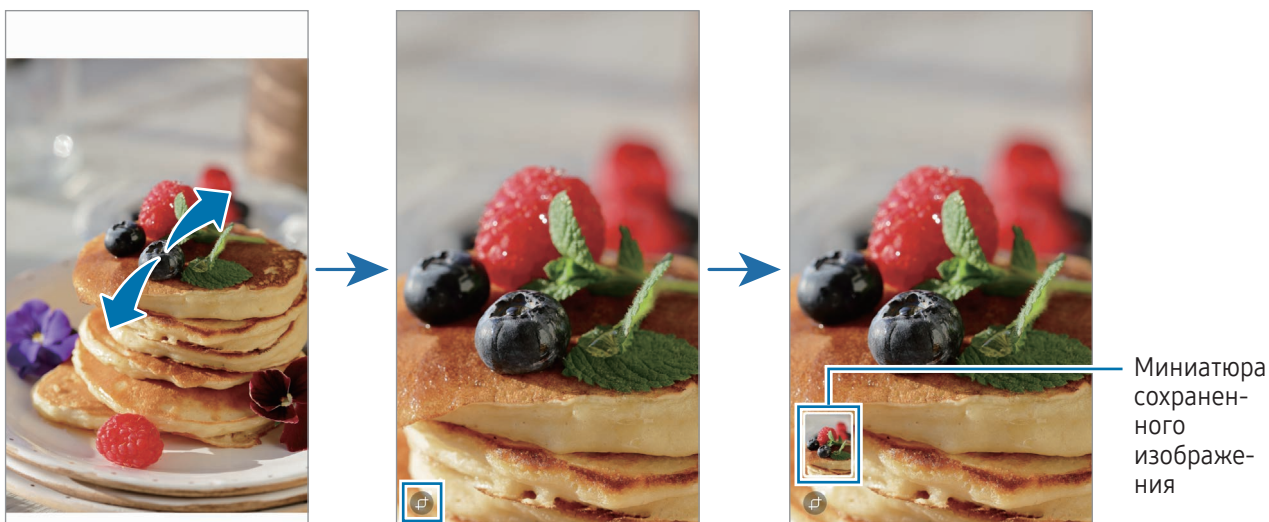 Миниатюра
сохранен-
ного
изображе-
ния